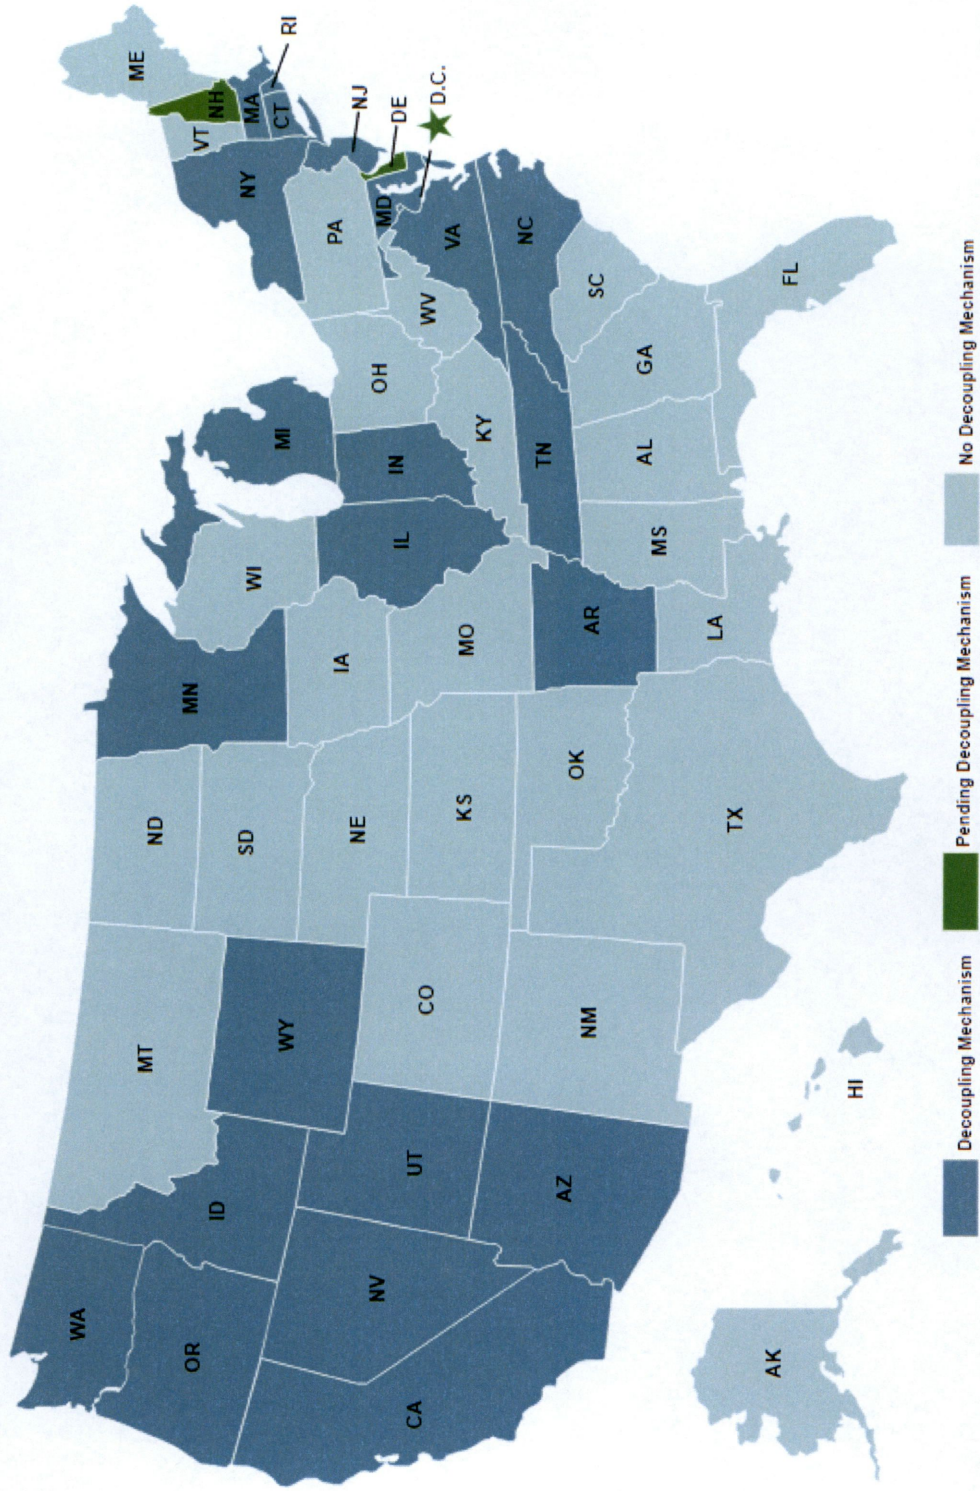 WA
OR
CA
ID
NV
UT
AZ
MT
WY
CO
NM
ND
SD
NE
KS
OK
TX
MN
IA
MO
AR
LA
WI
IL
MS
MI
IN
KY
TN
AL
OH
WV
GA
SC
NC
VA
FL
PA
MD
NY
VT
NH
ME
MA
CT
RI
NJ
DE
D.C.
AK
HI
Decoupling Mechanism
Pending Decoupling Mechanism
No Decoupling Mechanism